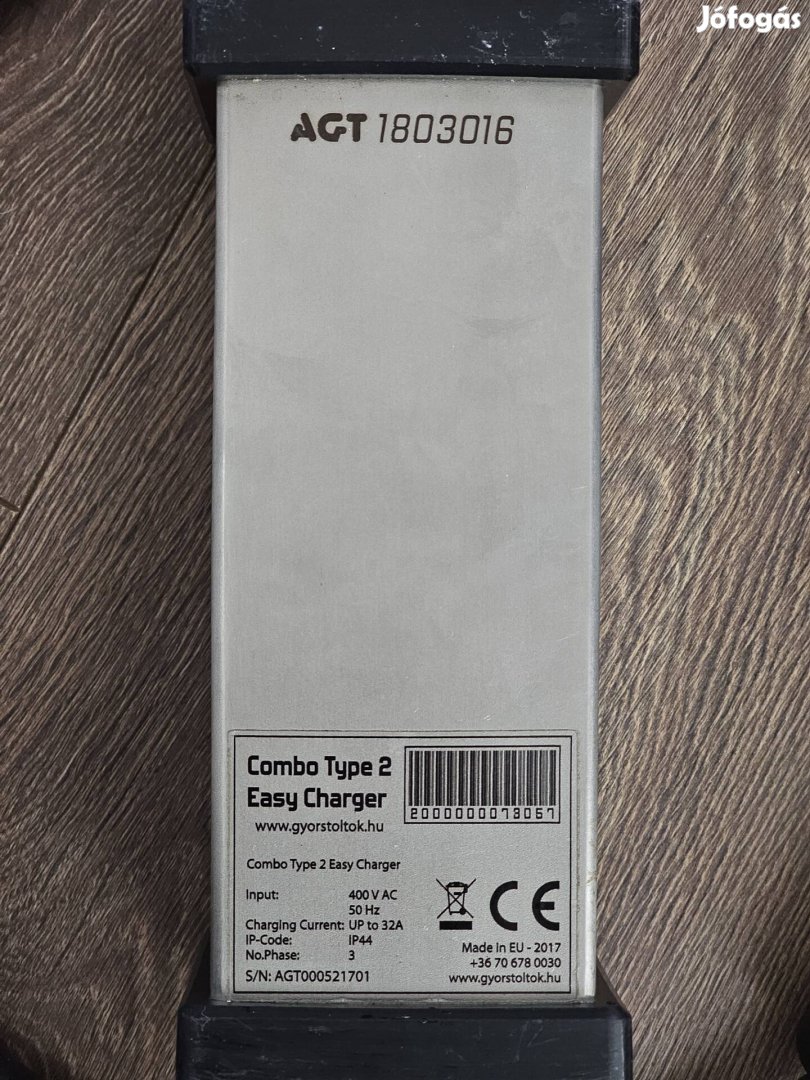 Jófogás
AGT 1803016
Combo Type 2
Easy Charger
www.gyorstoltok.hu
2000000073057
Combo Type 2 Easy Charger
Input: 400 V AC
50 Hz
Charging Current: UP to 32A
IP-Code: IP44
No.Phase: 3
S/N: AGT000521701
CE
Made in EU - 2017
+36 70 678 0030
www.gyorstoltok.hu